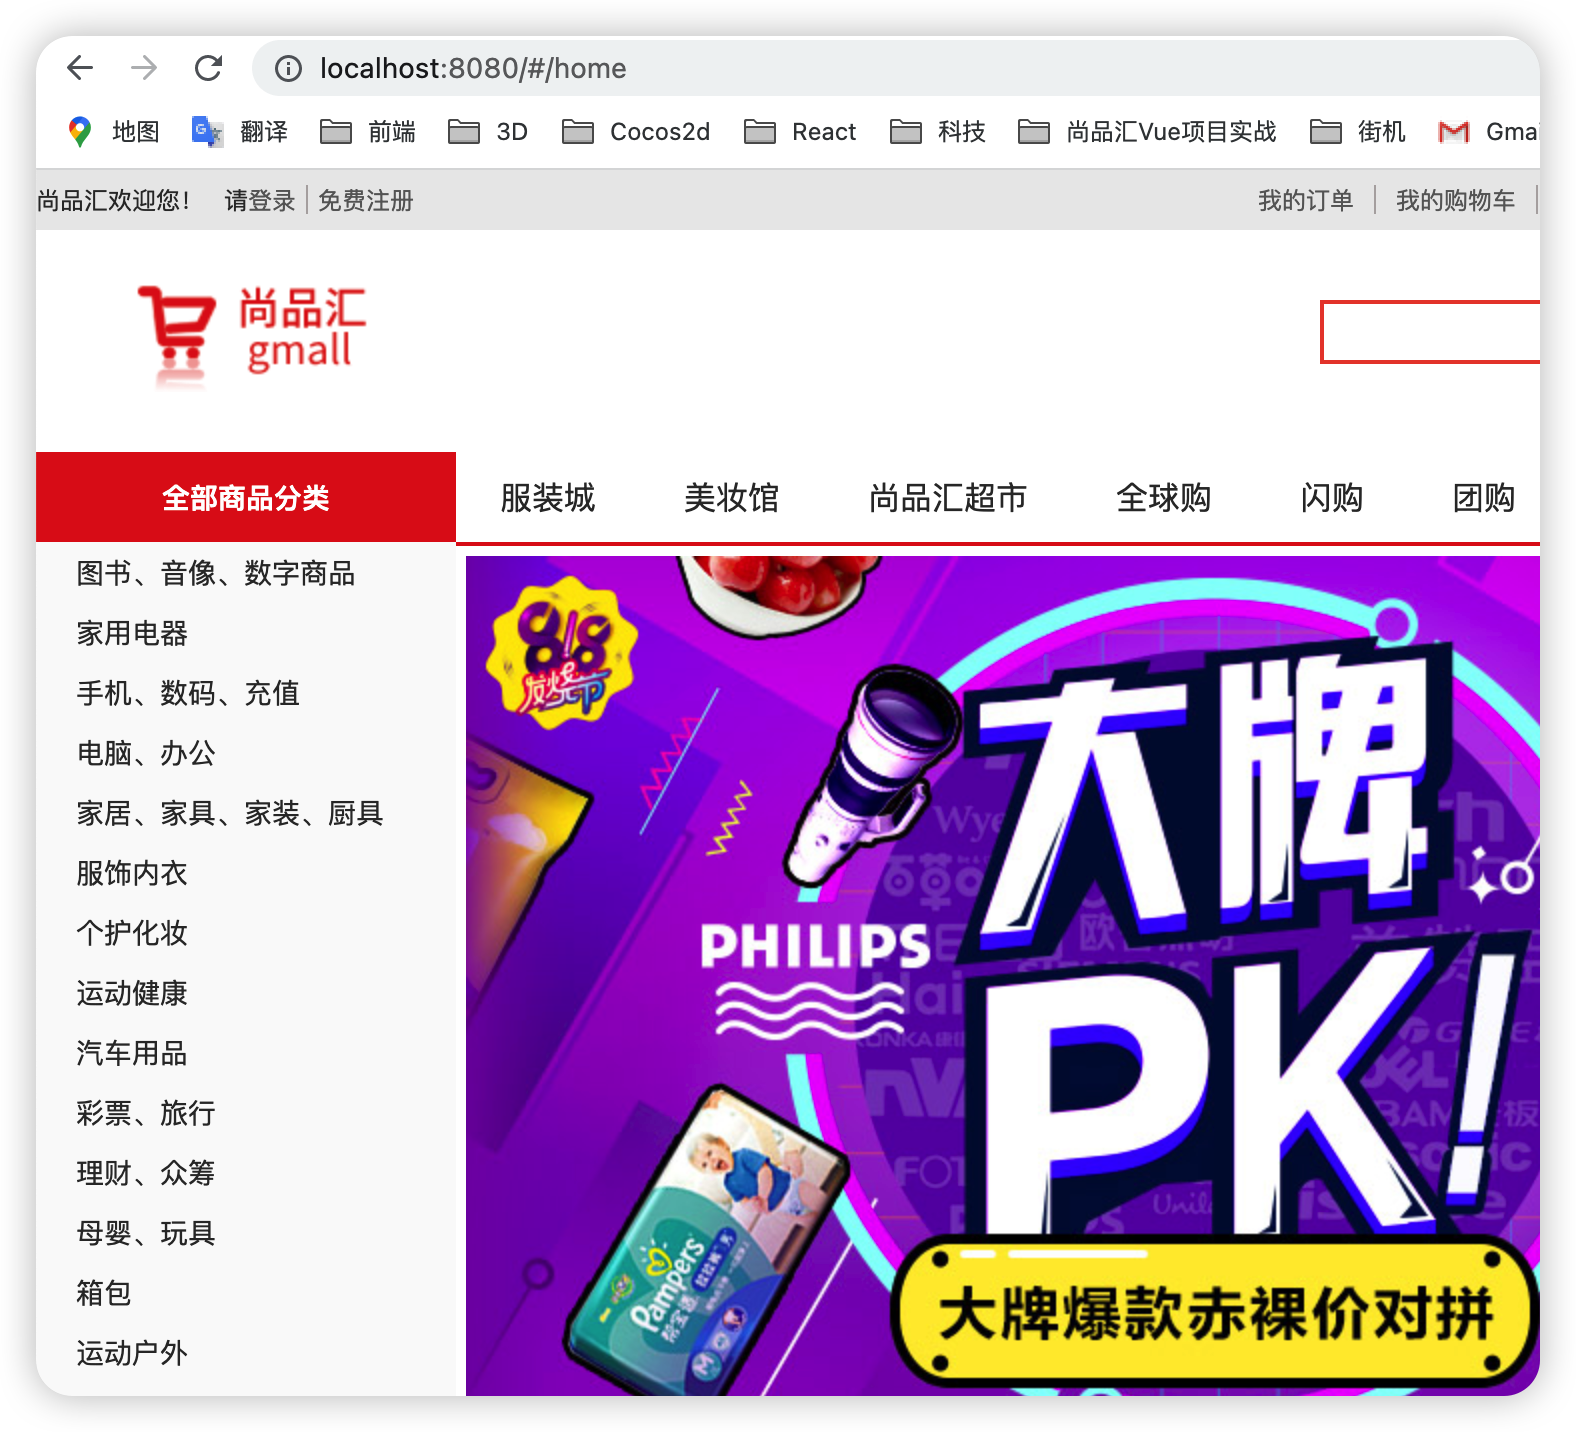 localhost:8080/#/home
地图 翻译 前端 3D Cocos2d React 科技 尚品汇Vue项目实战 街机 Gmai
尚品汇欢迎您! 请登录 免费注册 我的订单 我的购物车
尚品汇
gmall
全部商品分类 服装城 美妆馆 尚品汇超市 全球购 闪购 团购
图书、音像、数字商品
家用电器
手机、数码、充值
电脑、办公
家居、家具、家装、厨具
服饰内衣
个护化妆
运动健康
汽车用品
彩票、旅行
理财、众筹
母婴、玩具
箱包
运动户外
8/8
发烧节
大牌
PK!
PHILIPS
Pampers
帮宝适
M
大牌爆款赤裸价对拼